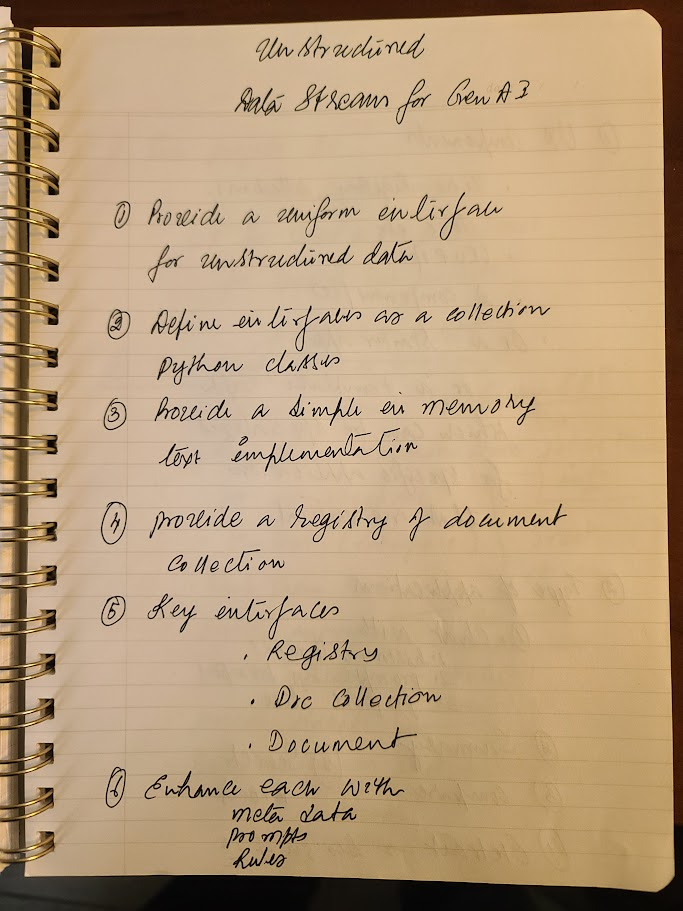 Unstructured
Data Streams for Gen AI
① Provide a uniform interface
for unstructured data
② Define interfaces as a collection
python classes
③ Provide a simple in memory
text implementation
④ provide a registry of document
collection
⑤ Key interfaces
. Registry
. Doc Collection
. Document
⑥ Enhance each with
meta data
prompts
Rules